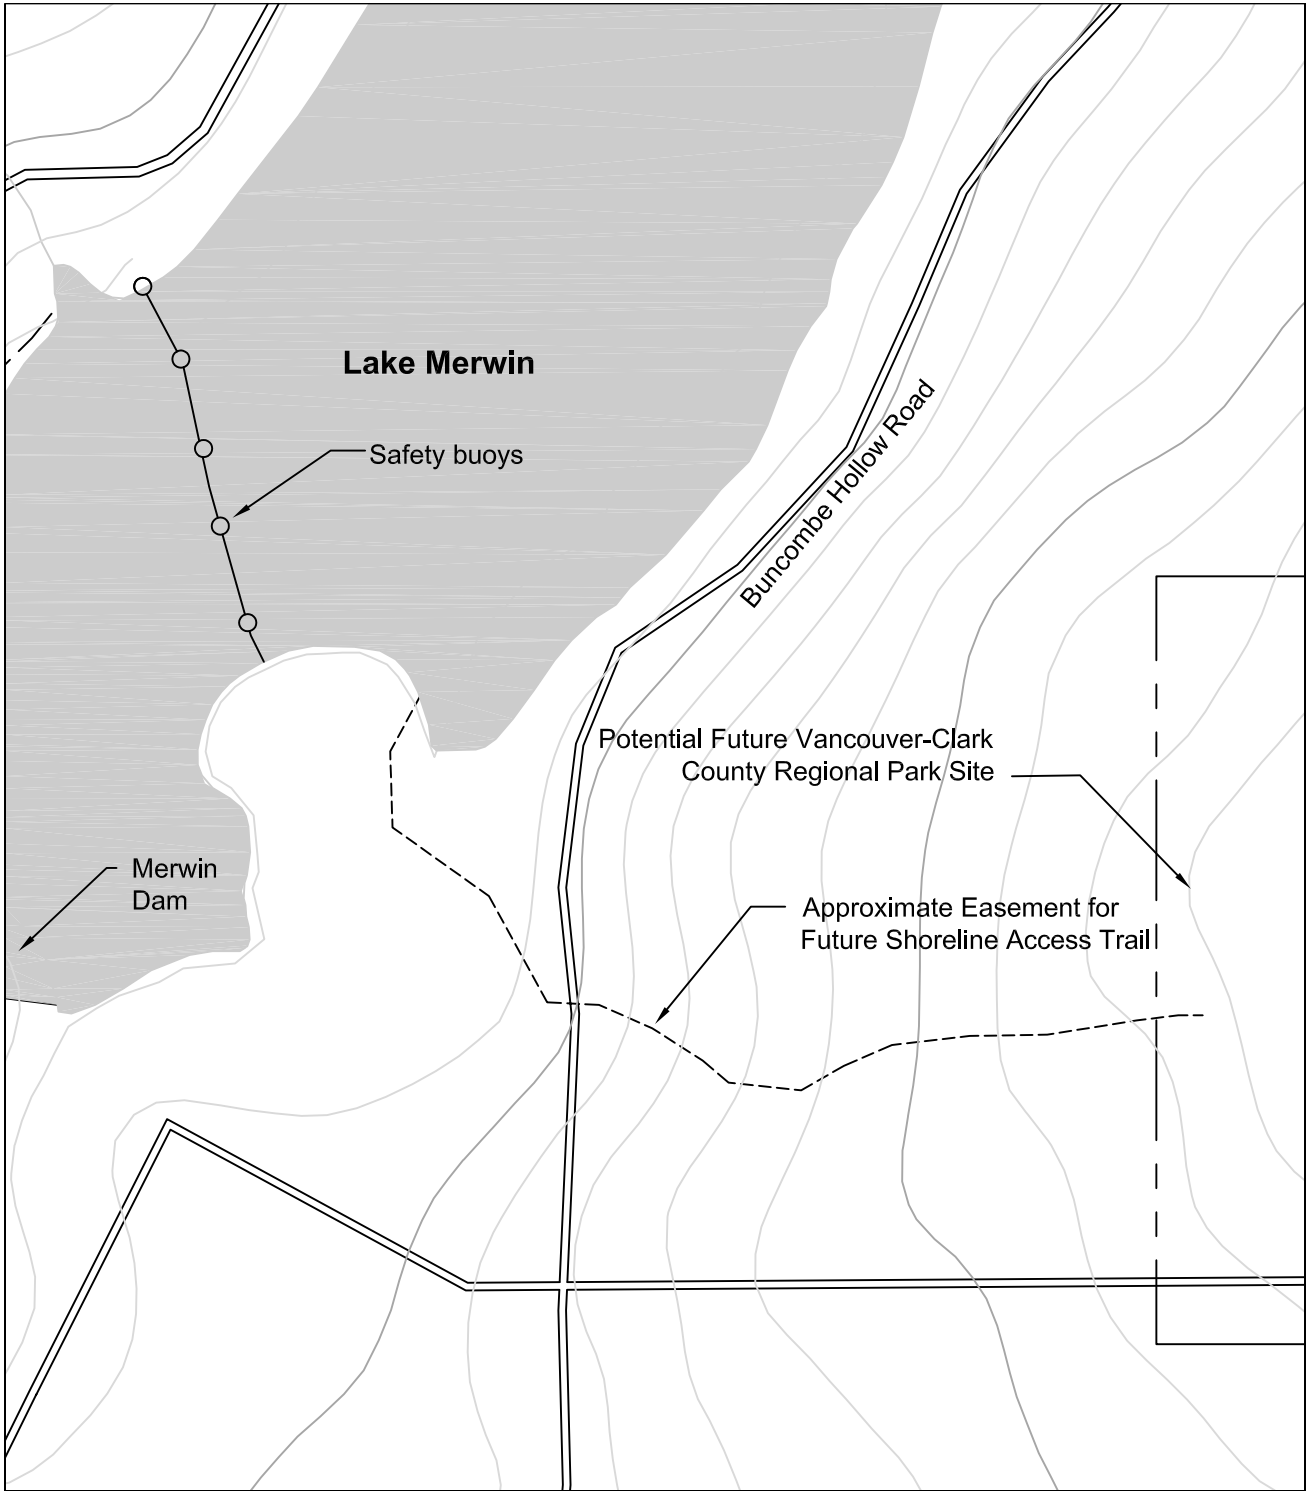 Lake Merwin
Safety buoys
Buncombe Hollow Road
Potential Future Vancouver-Clark
County Regional Park Site
Merwin
Dam
Approximate Easement for
Future Shoreline Access Trail